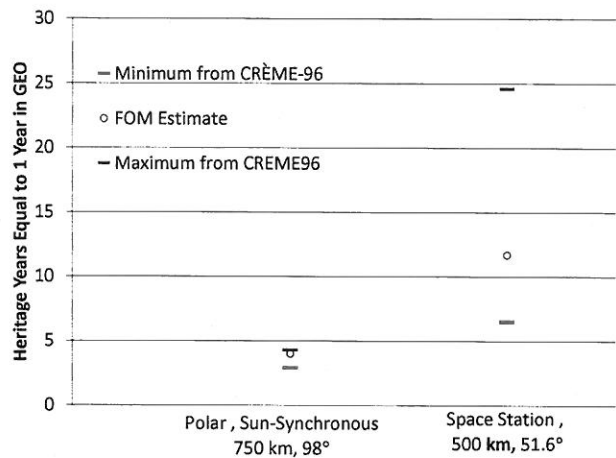 Heritage Years Equal to 1 Year in GEO
30
25
20
15
10
5
0
Minimum from CRÈME-96
FOM Estimate
Maximum from CREME96
Polar , Sun-Synchronous
750 km, 98°
Space Station ,
500 km, 51.6°